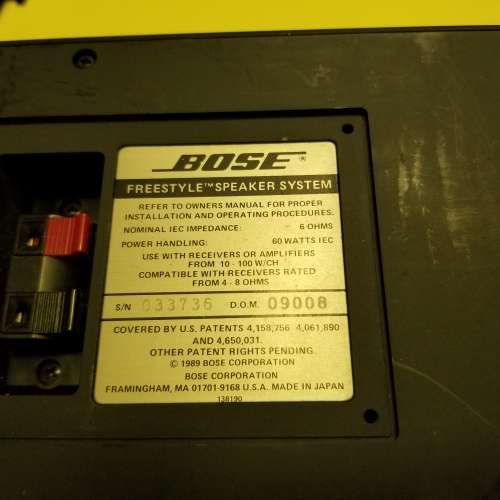 BOSE®
FREESTYLE™ SPEAKER SYSTEM
REFER TO OWNERS MANUAL FOR PROPER
INSTALLATION AND OPERATING PROCEDURES.
NOMINAL IEC IMPEDANCE: 6 OHMS
POWER HANDLING: 60 WATTS IEC
USE WITH RECEIVERS OR AMPLIFIERS
FROM 10 - 100 W/CH
COMPATIBLE WITH RECEIVERS RATED
FROM 4 - 8 OHMS
S/N 033736 D.O.M. 09008
COVERED BY U.S. PATENTS 4,158,756 4,061,890
AND 4,650,031.
OTHER PATENT RIGHTS PENDING.
© 1989 BOSE CORPORATION
BOSE CORPORATION
FRAMINGHAM, MA 01701-9168 U.S.A. MADE IN JAPAN
138190